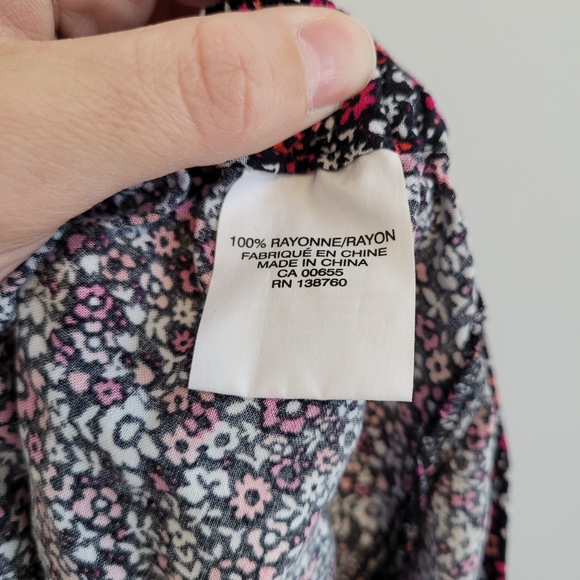 100% RAYONNE/RAYON
FABRIQUÉ EN CHINE
MADE IN CHINA
CA 00655
RN 138760